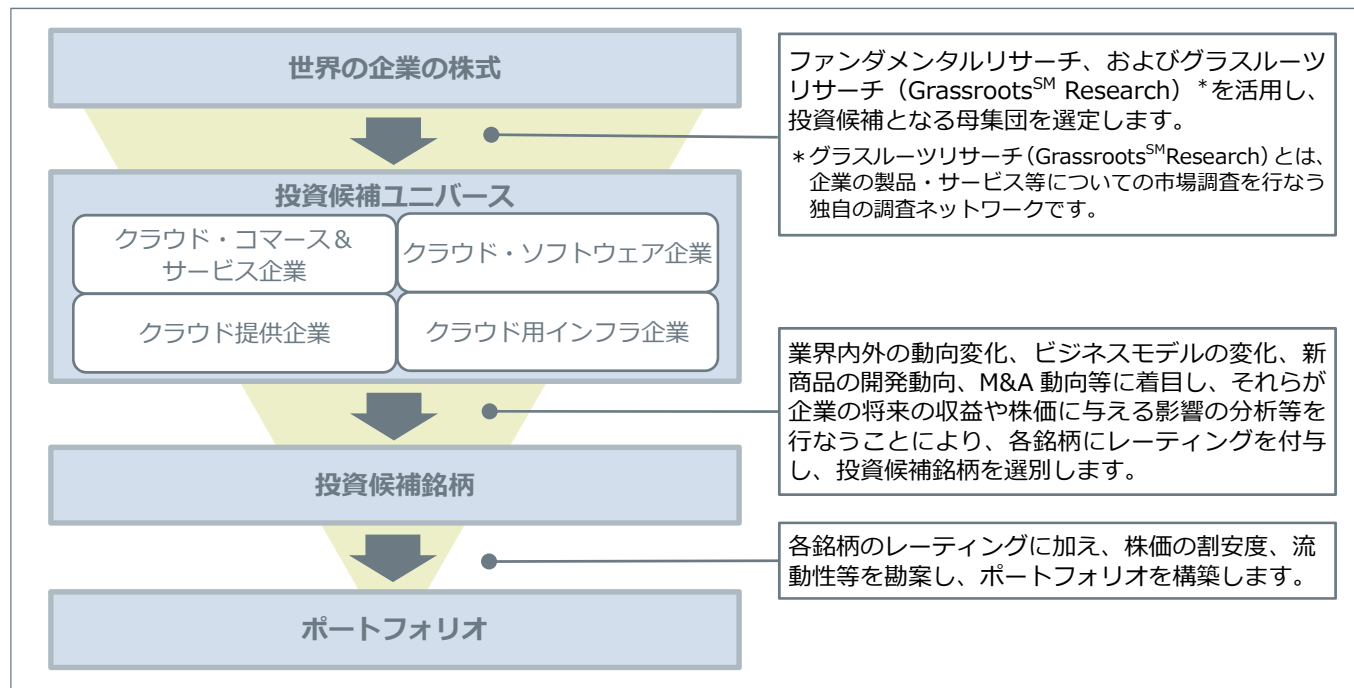 世界の企業の株式
ファンダメンタルリサーチ、およびグラスルーツ
リサーチ（Grassroots℠ Research）＊を活用し、
投資候補となる母集団を選定します。
＊グラスルーツリサーチ（Grassroots℠Research）とは、
企業の製品・サービス等についての市場調査を行なう
独自の調査ネットワークです。
投資候補ユニバース
クラウド・コマース＆
サービス企業
クラウド・ソフトウェア企業
クラウド提供企業
クラウド用インフラ企業
業界内外の動向変化、ビジネスモデルの変化、新
商品の開発動向、M&A 動向等に着目し、それらが
企業の将来の収益や株価に与える影響の分析等を
行なうことにより、各銘柄にレーティングを付与
し、投資候補銘柄を選別します。
投資候補銘柄
各銘柄のレーティングに加え、株価の割安度、流
動性等を勘案し、ポートフォリオを構築します。
ポートフォリオ